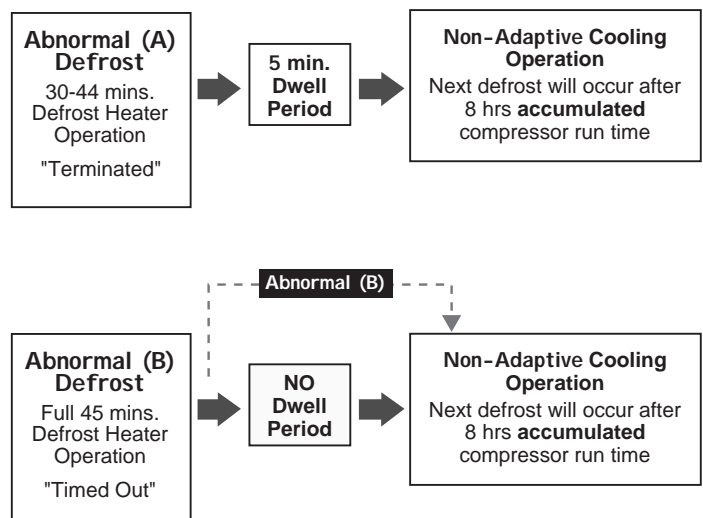 Abnormal (A)
Defrost
30-44 mins.
Defrost Heater
Operation
"Terminated"
5 min.
Dwell
Period
Non-Adaptive Cooling
Operation
Next defrost will occur after
8 hrs accumulated
compressor run time
Abnormal (B)
Abnormal (B)
Defrost
Full 45 mins.
Defrost Heater
Operation
"Timed Out"
NO
Dwell
Period
Non-Adaptive Cooling
Operation
Next defrost will occur after
8 hrs accumulated
compressor run time